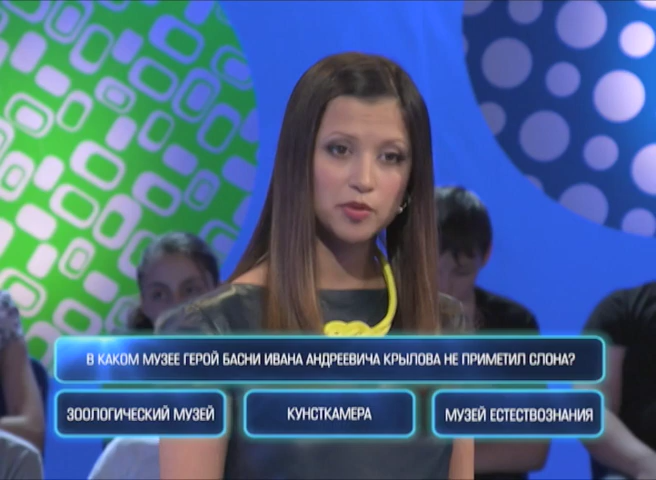 В КАКОМ МУЗЕЕ ГЕРОЙ БАСНИ ИВАНА АНДРЕЕВИЧА КРЫЛОВА НЕ ПРИМЕТИЛ СЛОНА?
ЗООЛОГИЧЕСКИЙ МУЗЕЙ
КУНСТКАМЕРА
МУЗЕЙ ЕСТЕСТВОЗНАНИЯ